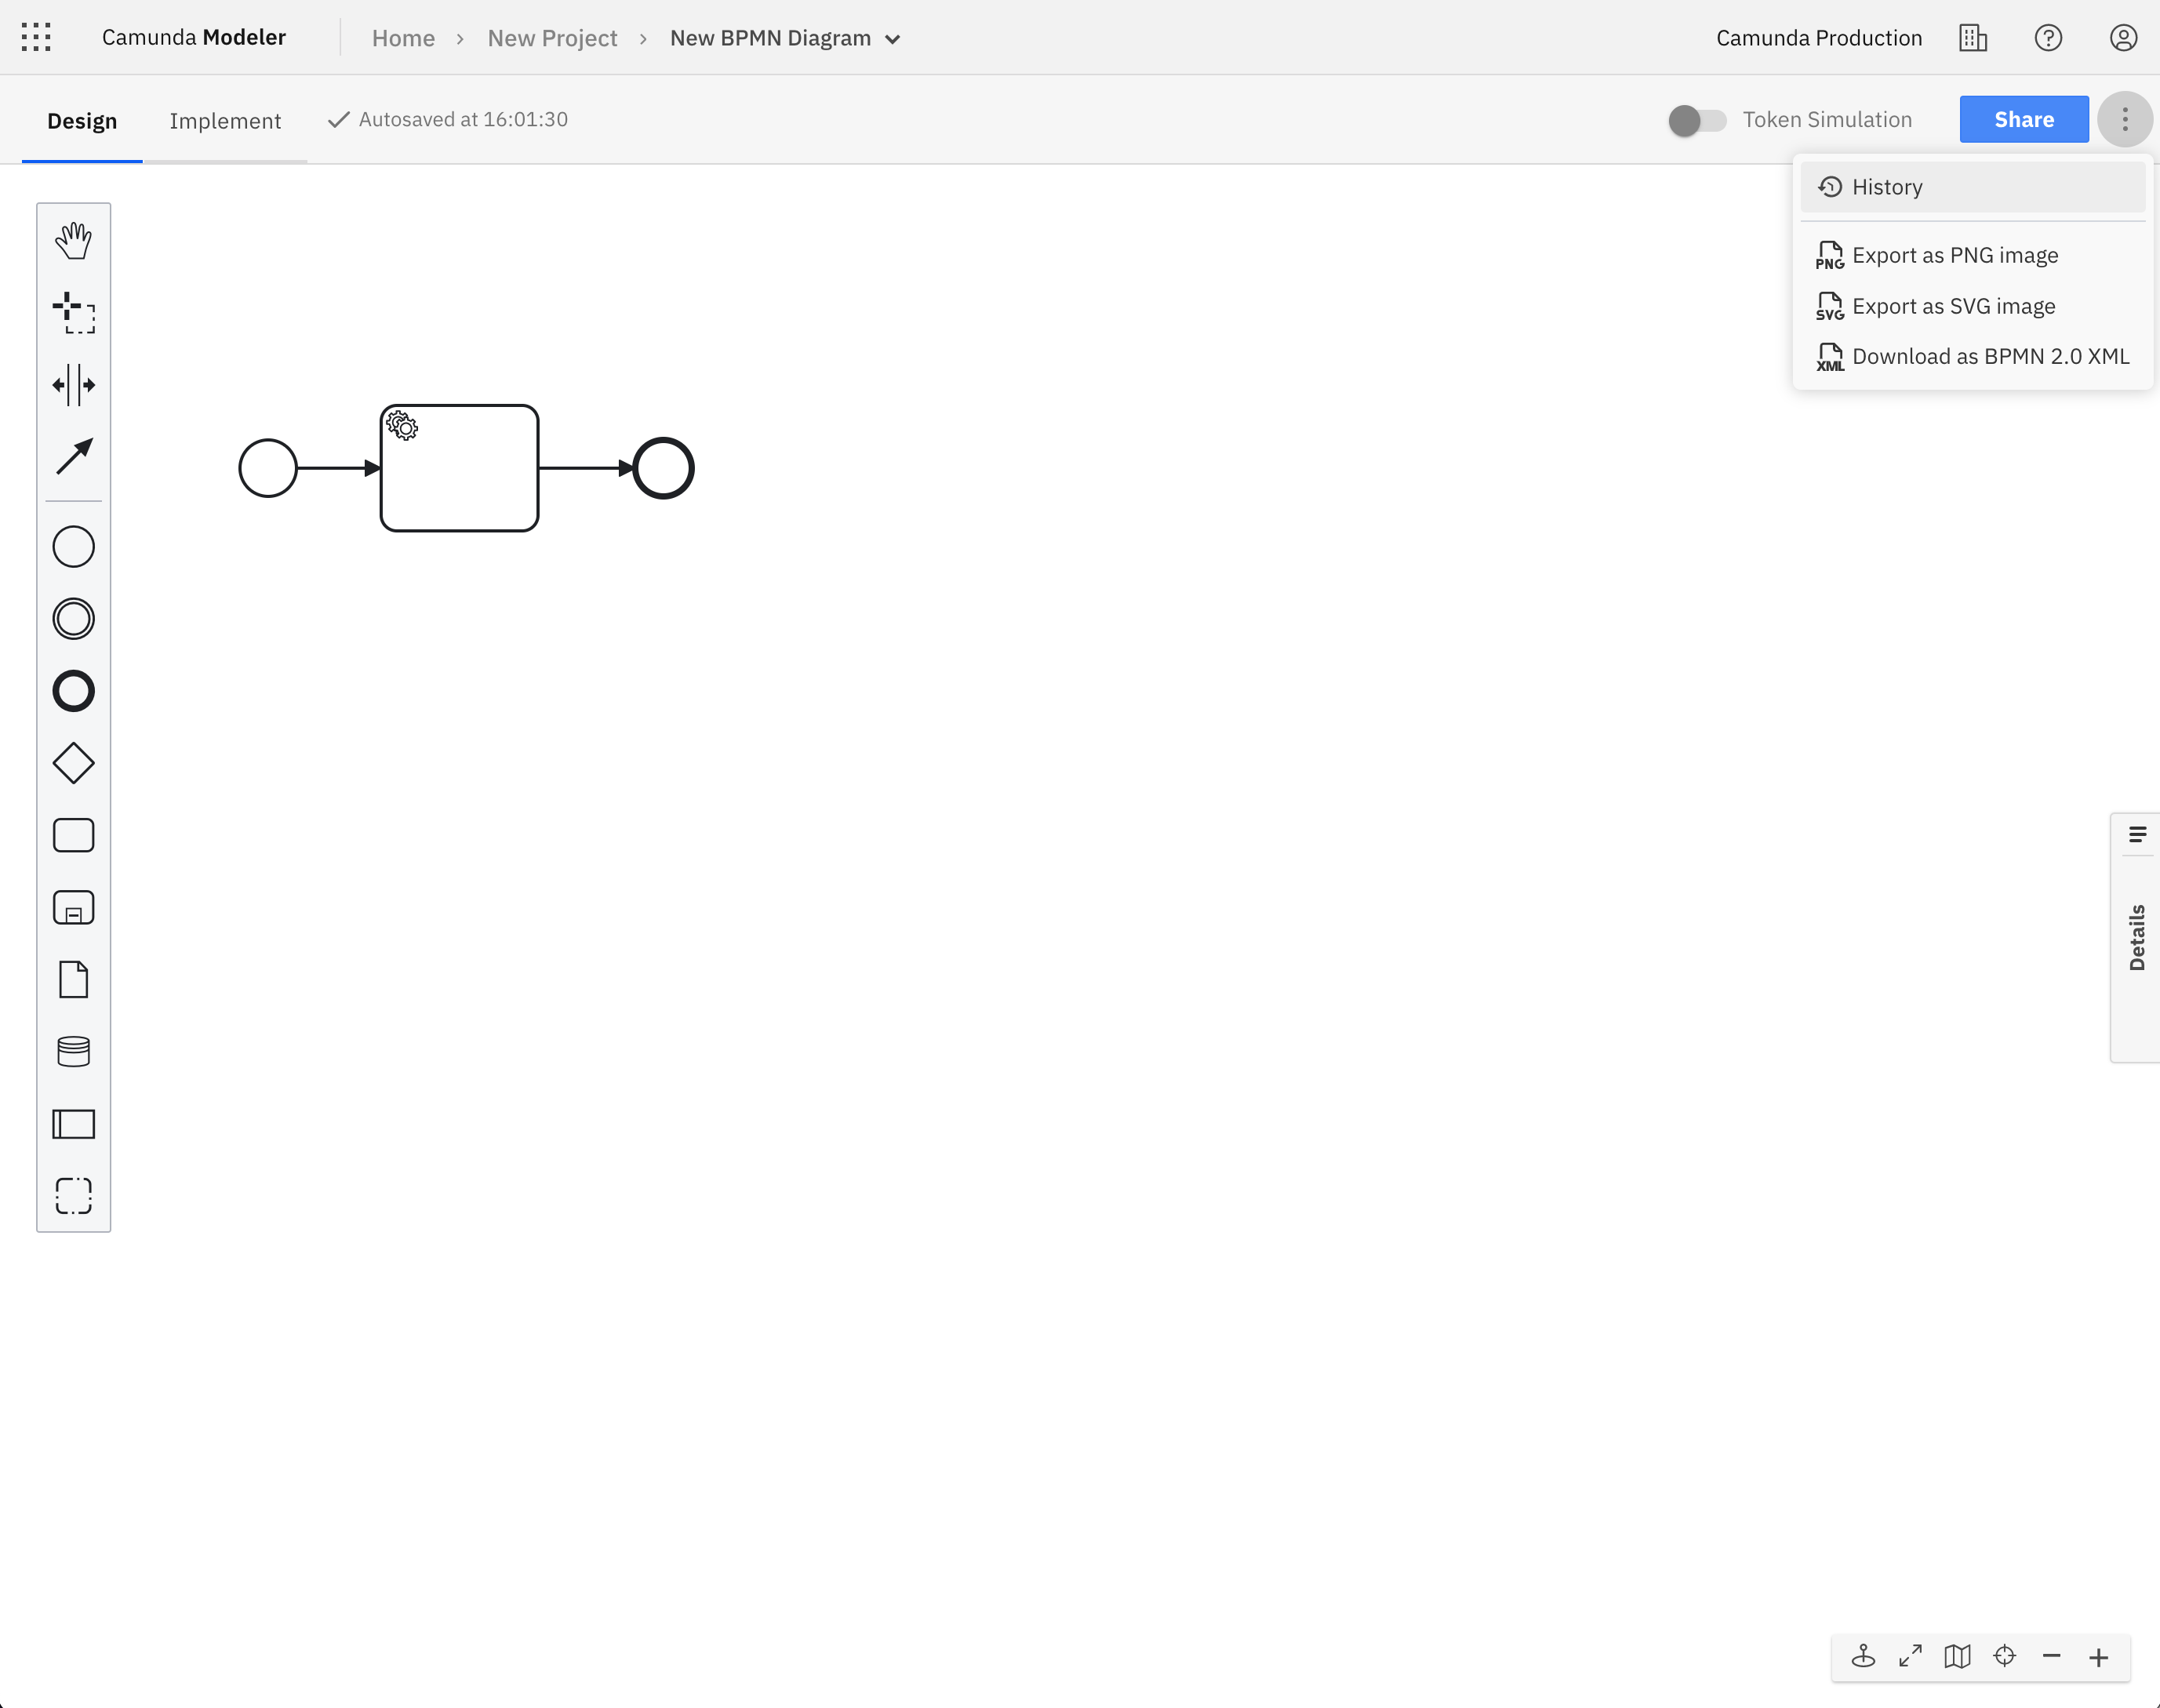 Camunda Modeler
Home › New Project › New BPMN Diagram
Camunda Production
Design
Implement
Autosaved at 16:01:30
Token Simulation
Share
History
PNG Export as PNG image
SVG Export as SVG image
XML Download as BPMN 2.0 XML
Details